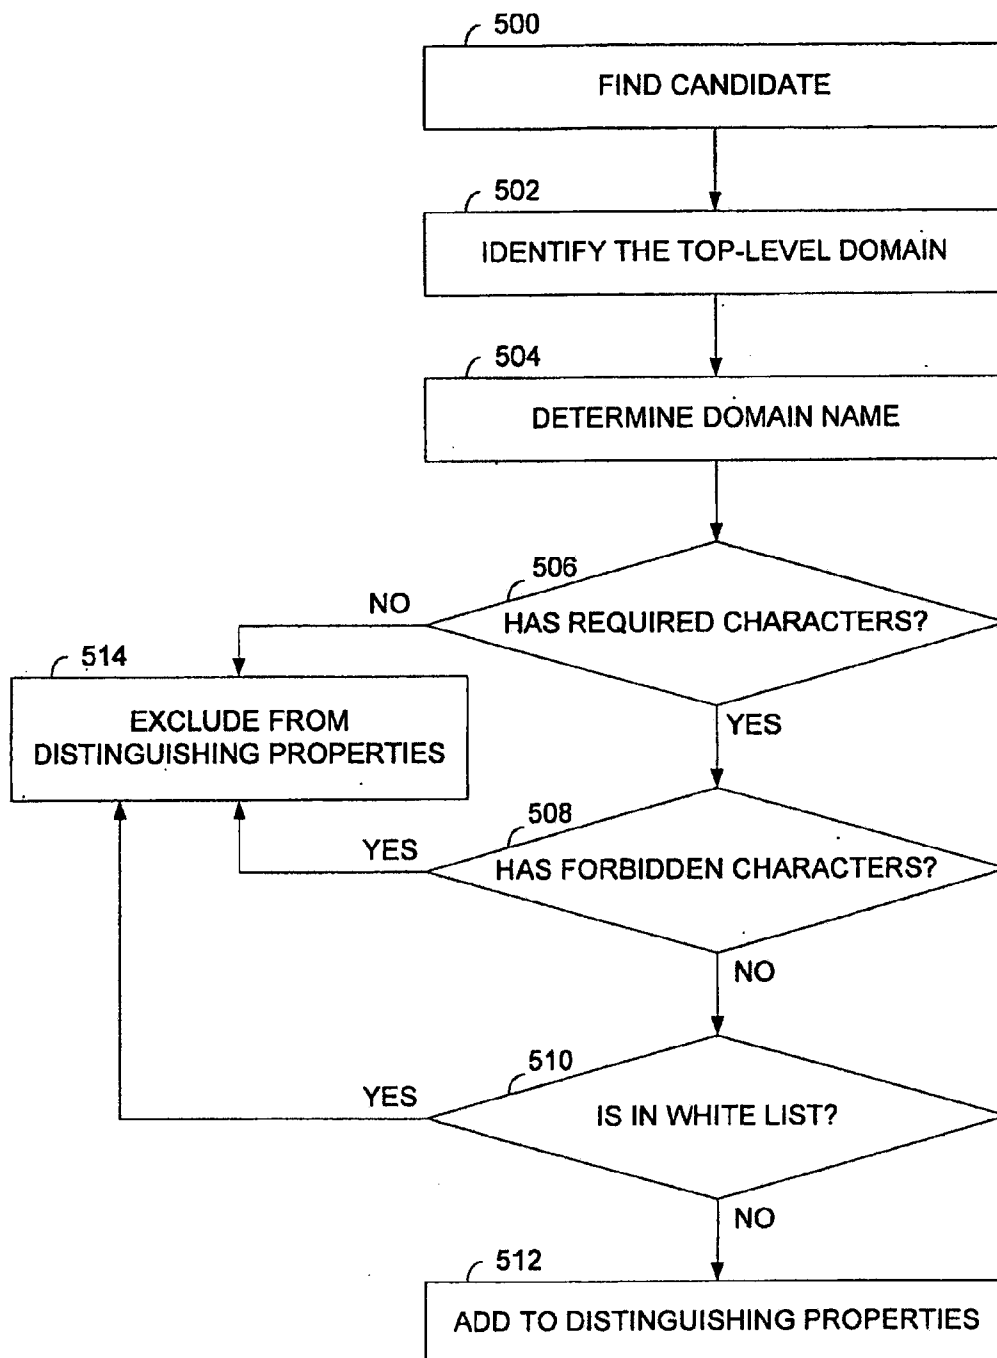 500
FIND CANDIDATE
502
IDENTIFY THE TOP-LEVEL DOMAIN
504
DETERMINE DOMAIN NAME
506
NO
HAS REQUIRED CHARACTERS?
514
EXCLUDE FROM
DISTINGUISHING PROPERTIES
YES
508
YES
HAS FORBIDDEN CHARACTERS?
NO
510
YES
IS IN WHITE LIST?
NO
512
ADD TO DISTINGUISHING PROPERTIES